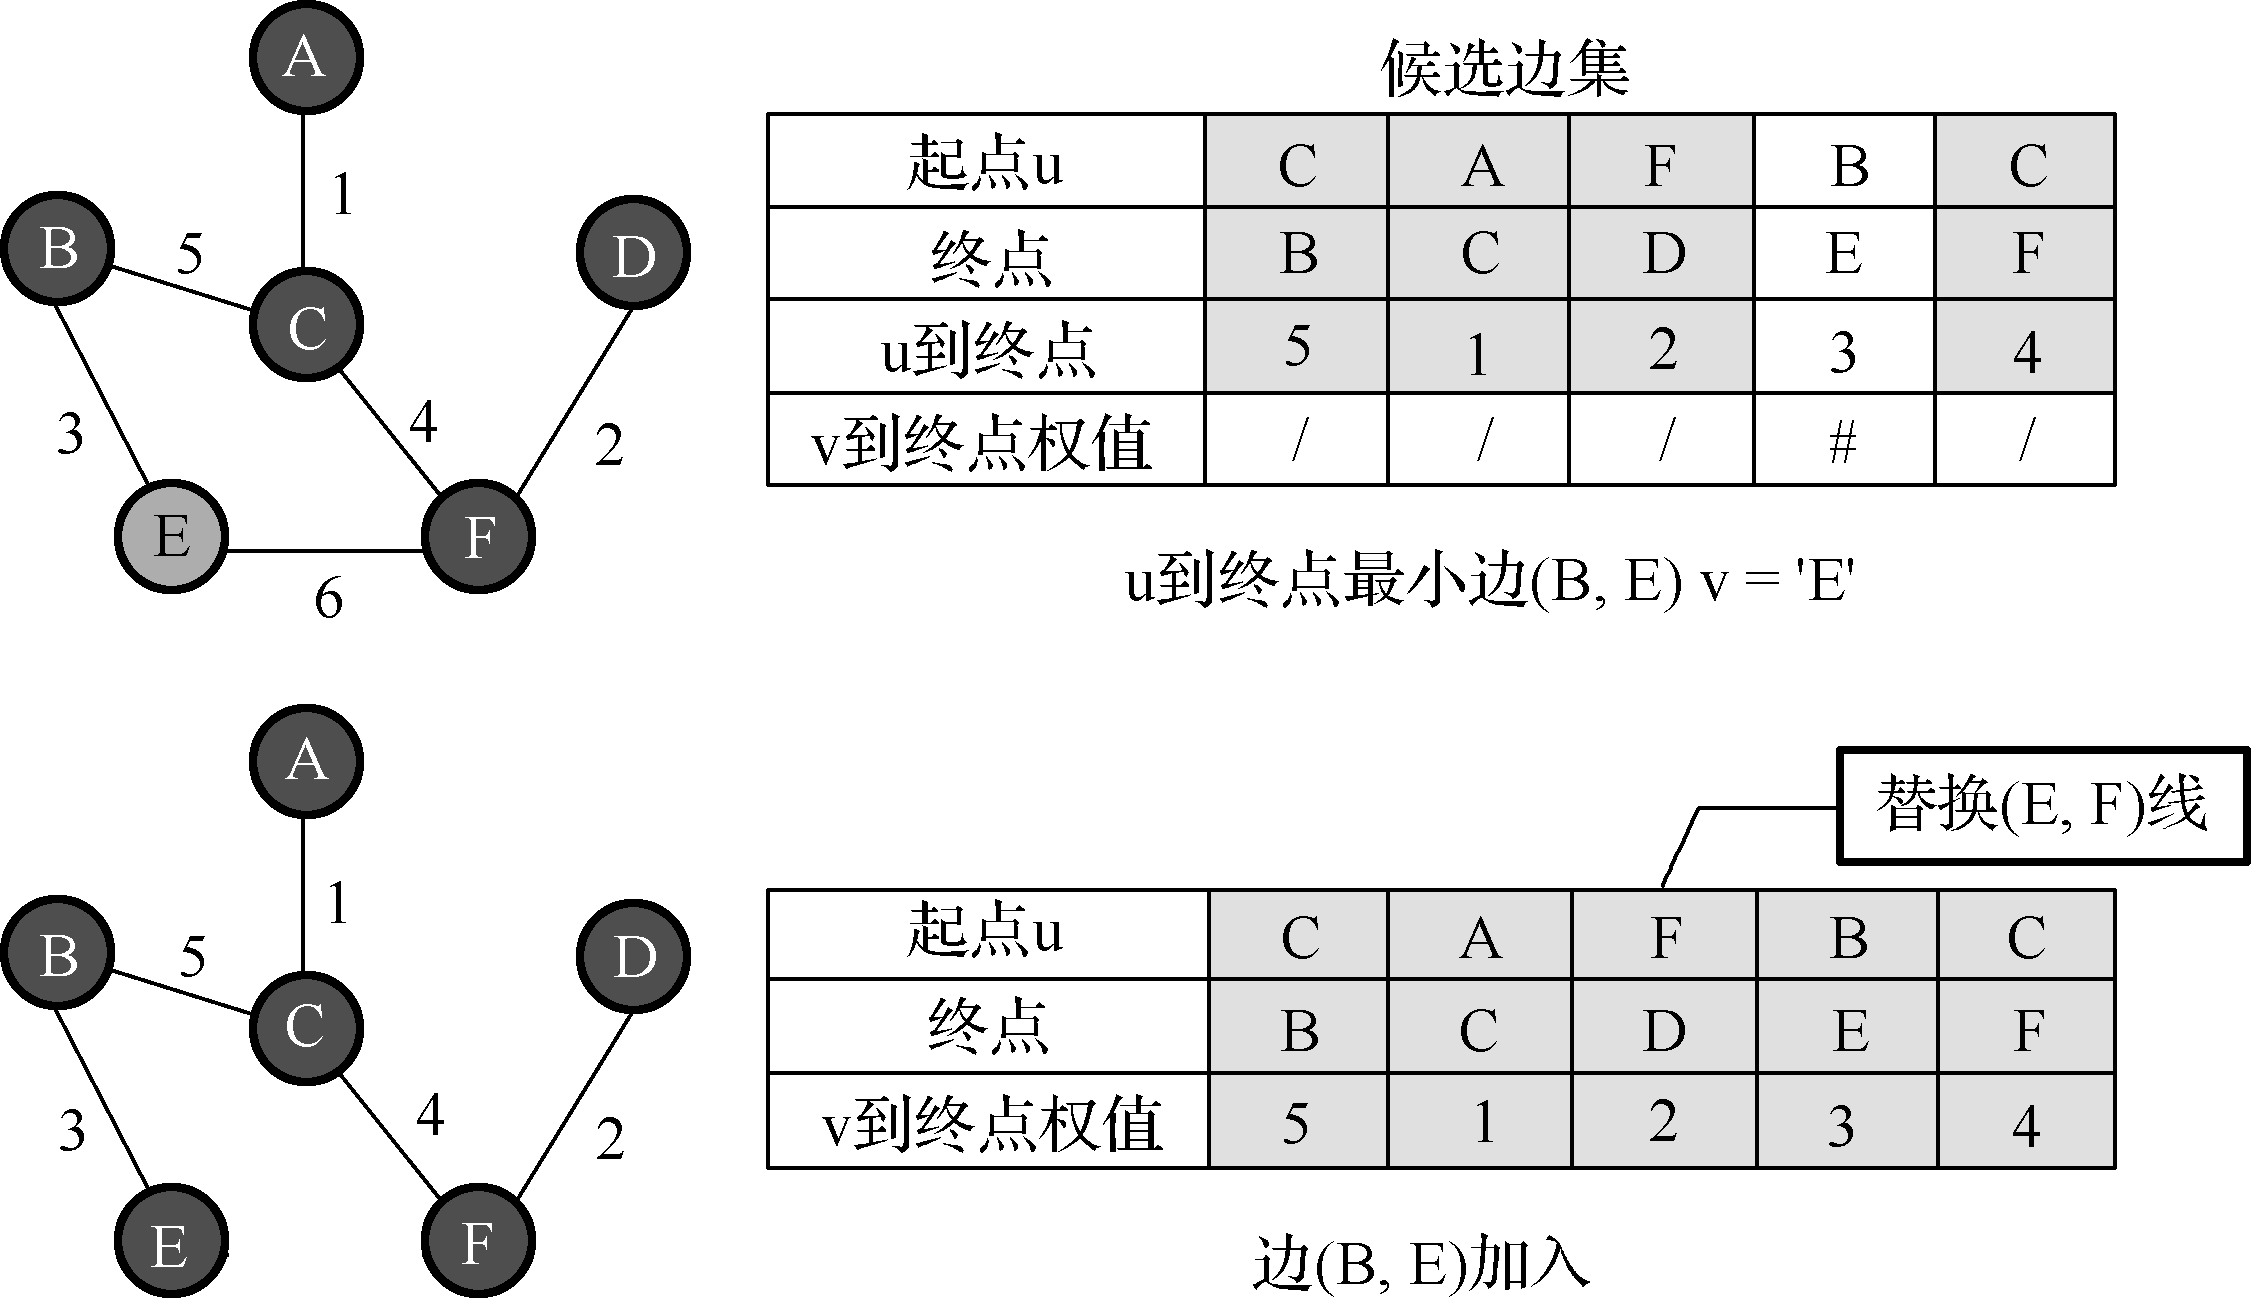 A
1
B
5
C
D
3
4
2
E
6
F
候选边集
起点u C A F B C
终点 B C D E F
u到终点 5 1 2 3 4
v到终点权值 / / / # /
u到终点最小边(B, E) v = 'E'
A
1
B
5
C
D
3
4
2
E
F
替换(E, F)线
起点u C A F B C
终点 B C D E F
v到终点权值 5 1 2 3 4
边(B, E)加入